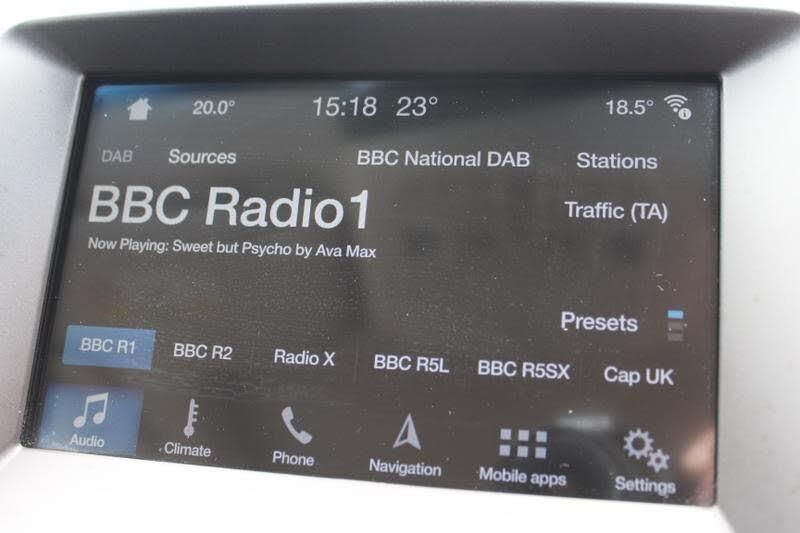 20.0° 15:18 23° 18.5°
DAB Sources BBC National DAB Stations
BBC Radio1
Traffic (TA)
Now Playing: Sweet but Psycho by Ava Max
Presets
BBC R1 BBC R2 Radio X BBC R5L BBC R5SX Cap UK
Audio Climate Phone Navigation Mobile apps Settings